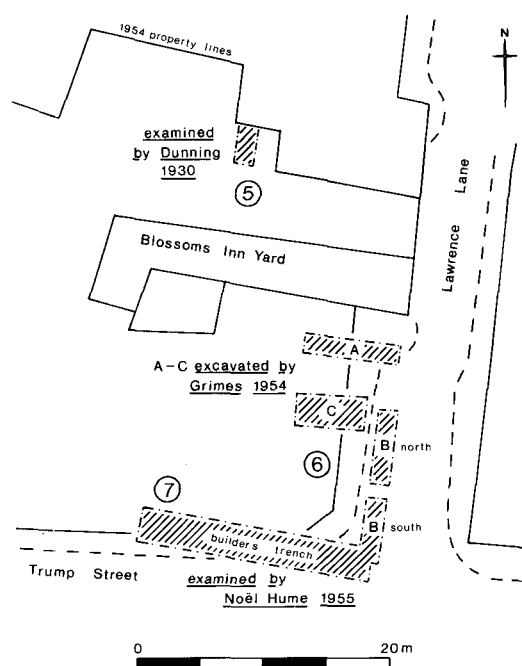 1954 property lines
N
examined
by Dunning
1930
5
Lawrence Lane
Blossoms Inn Yard
A
A-C excavated by
Grimes 1954
C
B north
6
7
B south
builders trench
Trump Street
examined by
Noël Hume 1955
0
20 m